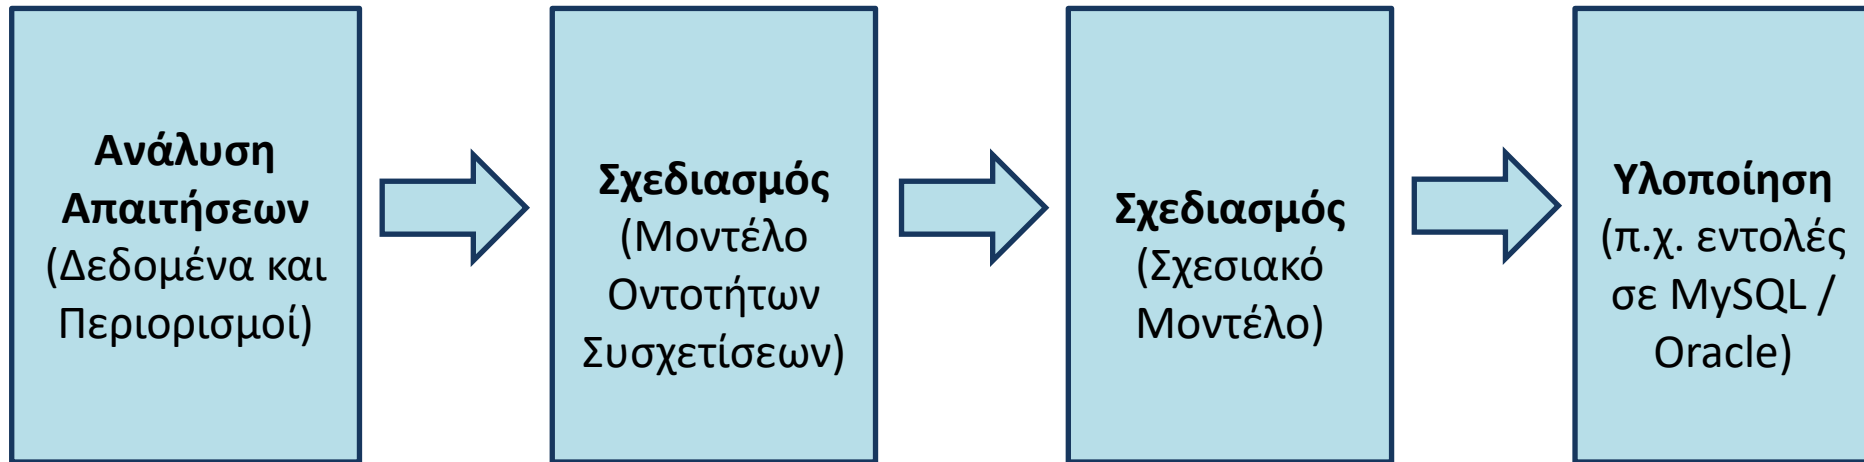 Ανάλυση
Απαιτήσεων
(Δεδομένα και
Περιορισμοί)
Σχεδιασμός
(Μοντέλο
Οντοτήτων
Συσχετίσεων)
Σχεδιασμός
(Σχεσιακό
Μοντέλο)
Υλοποίηση
(π.χ. εντολές
σε MySQL /
Oracle)